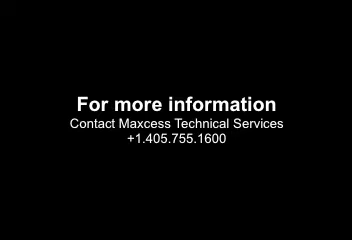 For more information
Contact Maxcess Technical Services
+1.405.755.1600